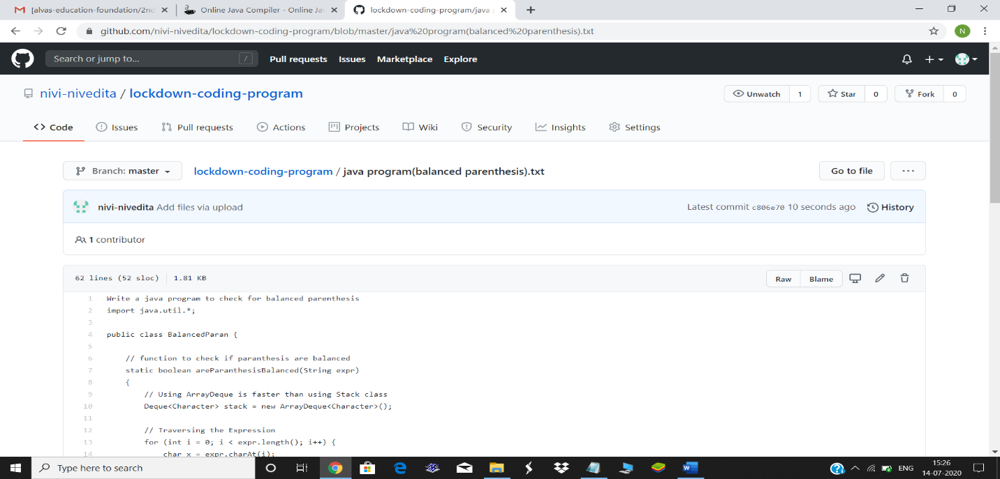 [alvas-education-foundation/2nd
Online Java Compiler - Online Jav
lockdown-coding-program/java p
github.com/nivi-nivedita/lockdown-coding-program/blob/master/java%20program(balanced%20parenthesis).txt
N
Search or jump to...
/
Pull requests Issues Marketplace Explore
nivi-nivedita / lockdown-coding-program
Unwatch 1 Star 0 Fork 0
Code Issues Pull requests Actions Projects Wiki Security Insights Settings
Branch: master
lockdown-coding-program / java program(balanced parenthesis).txt
Go to file ...
nivi-nivedita Add files via upload
Latest commit c806e70 10 seconds ago History
1 contributor
62 lines (52 sloc) 1.81 KB
Raw Blame
1 Write a java program to check for balanced parenthesis
2 import java.util.*;
3
4 public class BalancedParan {
5
6 // function to check if paranthesis are balanced
7 static boolean areParanthesisBalanced(String expr)
8 {
9 // Using ArrayDeque is faster than using Stack class
10 Deque<Character> stack = new ArrayDeque<Character>();
11
12 // Traversing the Expression
13 for (int i = 0; i < expr.length(); i++) {
14 char x = expr.charAt(i);
Type here to search
ENG
15:26
14-07-2020